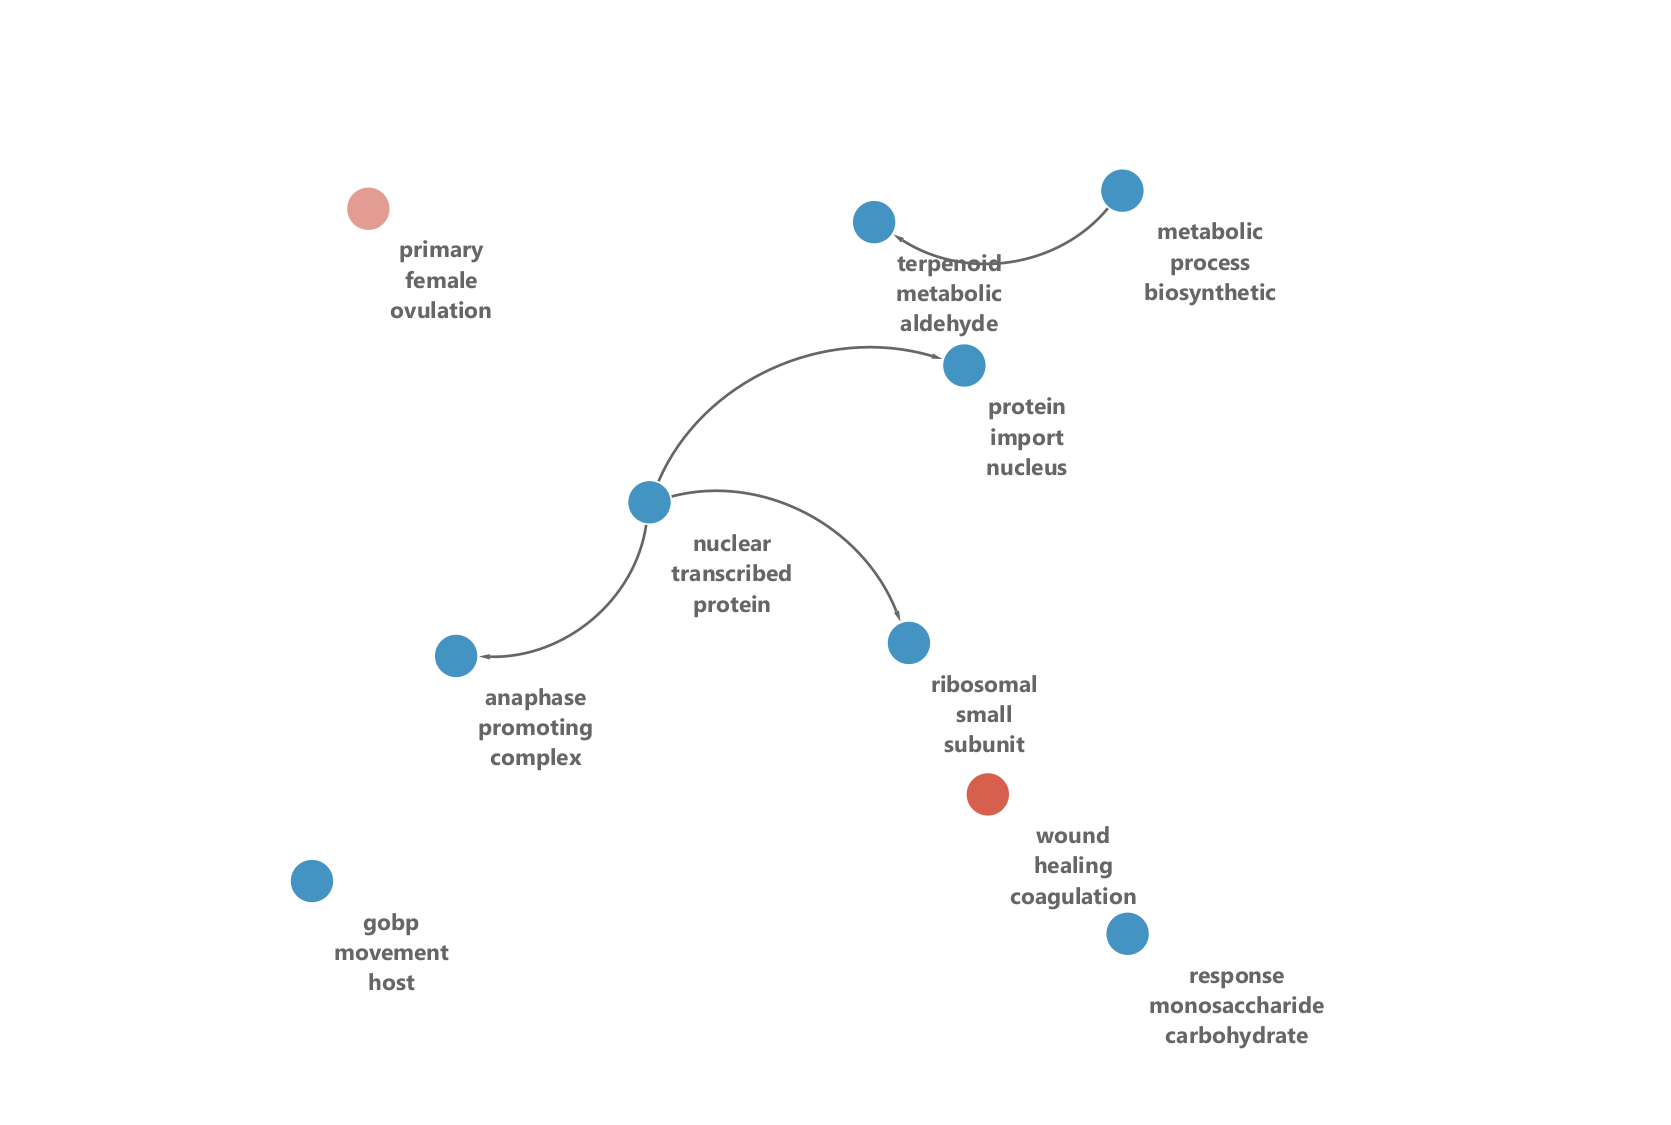 primary
female
ovulation
terpenoid
metabolic
aldehyde
metabolic
process
biosynthetic
protein
import
nucleus
nuclear
transcribed
protein
anaphase
promoting
complex
ribosomal
small
subunit
wound
healing
coagulation
gobp
movement
host
response
monosaccharide
carbohydrate